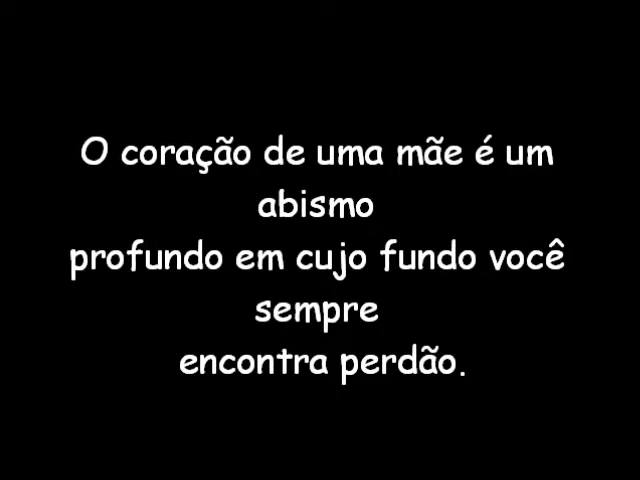 O coração de uma mãe é um
abismo
profundo em cujo fundo você
sempre
encontra perdão.